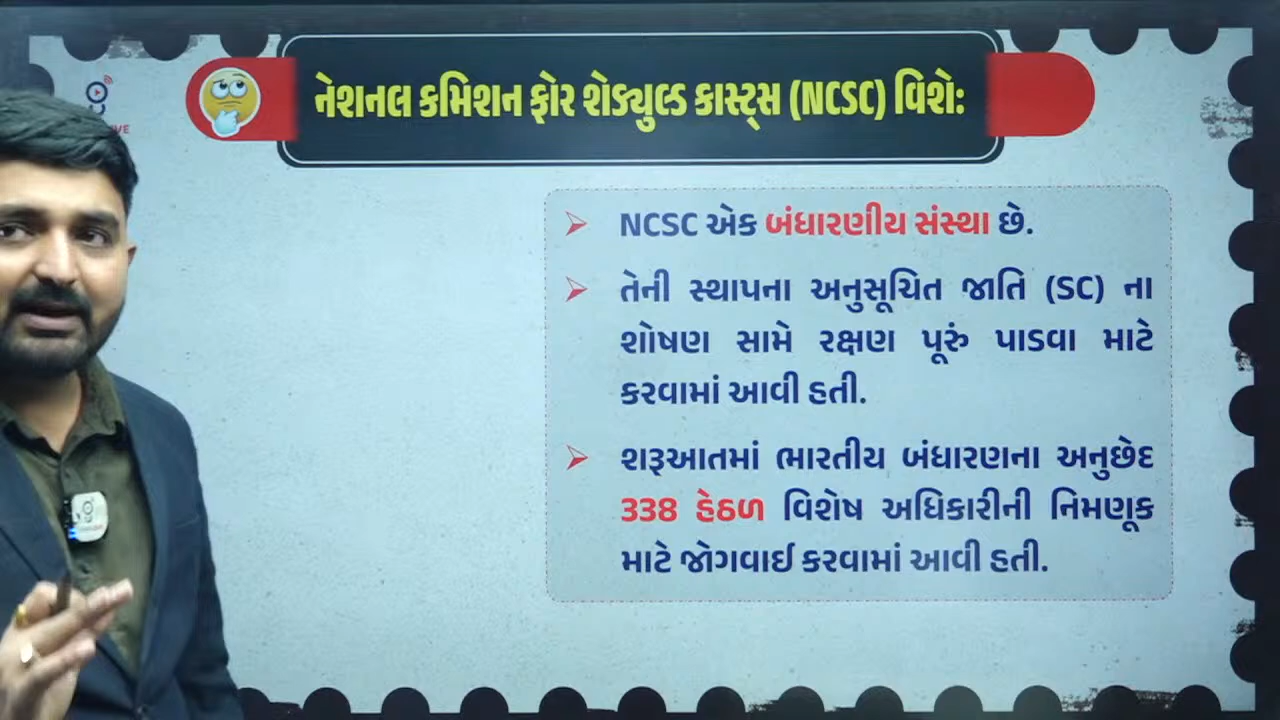 નેશનલ કમિશન ફોર શેડ્યુલ્ડ કાસ્ટ્સ (NCSC) વિશે:
NCSC એક બંધારણીય સંસ્થા છે.
તેની સ્થાપના અનુસૂચિત જાતિ (SC) ના
શોષણ સામે રક્ષણ પૂરું પાડવા માટે
કરવામાં આવી હતી.
શરૂઆતમાં ભારતીય બંધારણના અનુછેદ
338 હેઠળ વિશેષ અધિકારીની નિમણૂક
માટે જોગવાઈ કરવામાં આવી હતી.